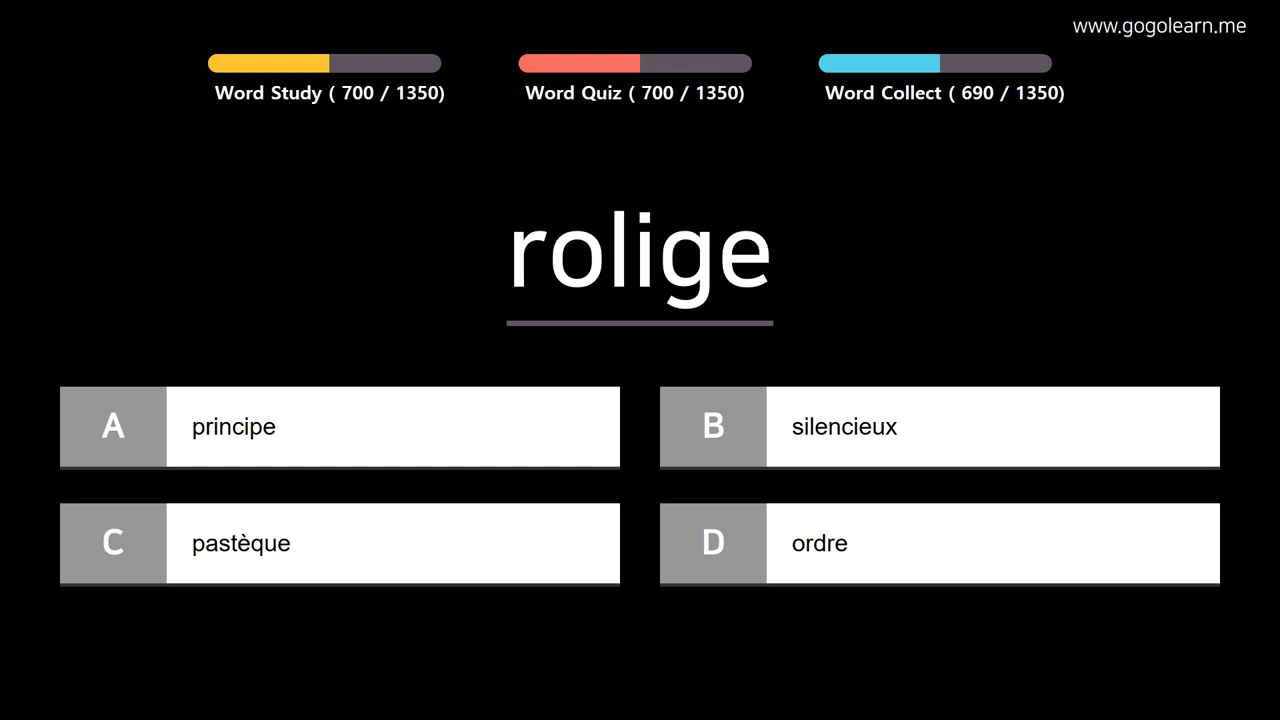 www.gogolearn.me
Word Study ( 700 / 1350)
Word Quiz ( 700 / 1350)
Word Collect ( 690 / 1350)
rolige
A principe
B silencieux
C pastèque
D ordre